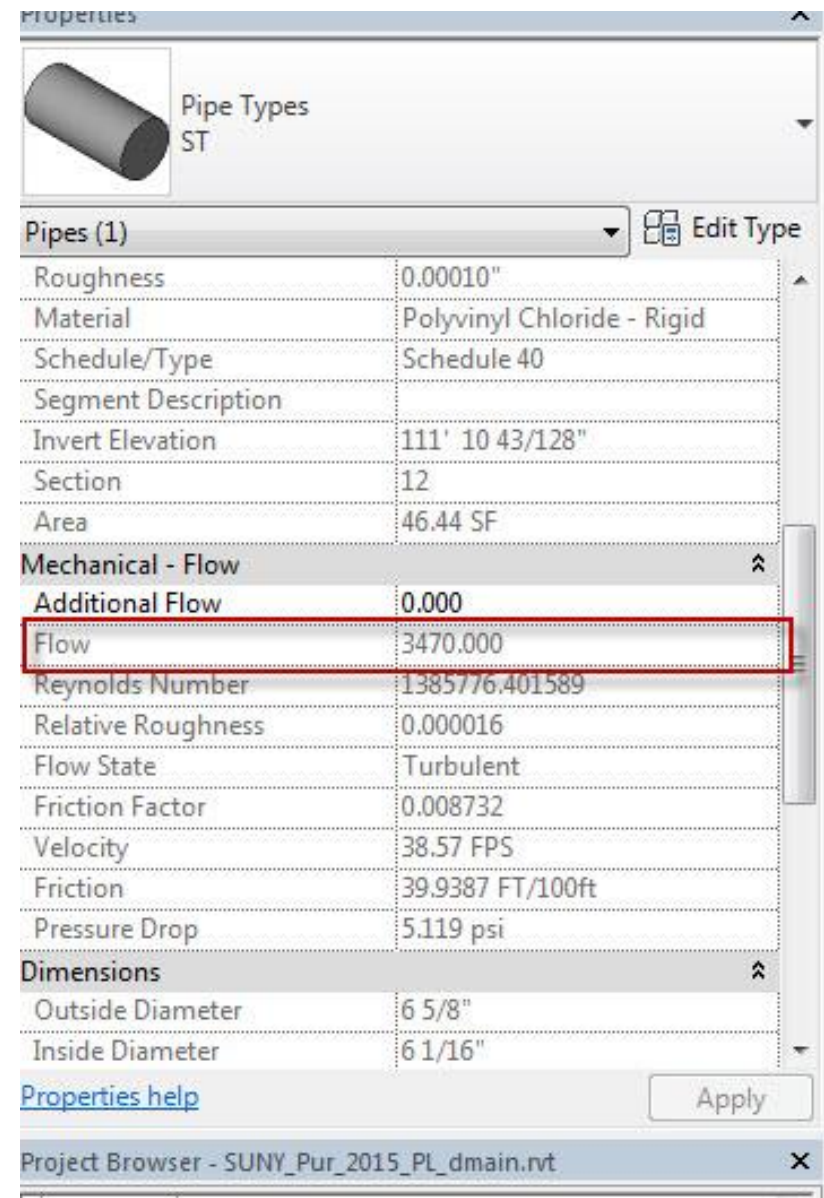 Properties
Pipe Types
ST
Pipes (1) Edit Type
Roughness 0.00010"
Material Polyvinyl Chloride - Rigid
Schedule/Type Schedule 40
Segment Description
Invert Elevation 111' 10 43/128"
Section 12
Area 46.44 SF
Mechanical - Flow
Additional Flow 0.000
Flow 3470.000
Reynolds Number 1385776.401589
Relative Roughness 0.000016
Flow State Turbulent
Friction Factor 0.008732
Velocity 38.57 FPS
Friction 39.9387 FT/100ft
Pressure Drop 5.119 psi
Dimensions
Outside Diameter 6 5/8"
Inside Diameter 6 1/16"
Properties help Apply
Project Browser - SUNY_Pur_2015_PL_dmain.rvt